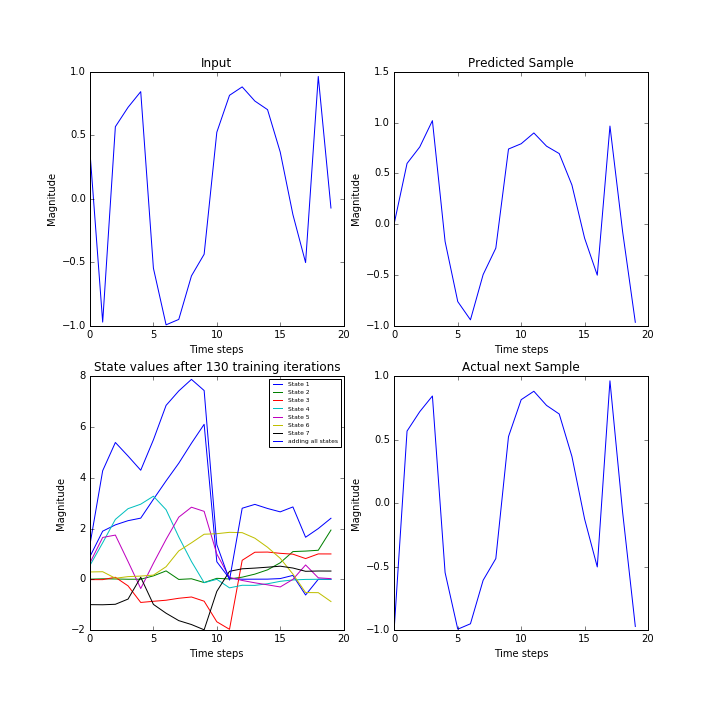 Input
Magnitude
1.0
0.5
0.0
−0.5
−1.0
0 5 10 15 20
Time steps
Predicted Sample
Magnitude
1.5
1.0
0.5
0.0
−0.5
−1.0
0 5 10 15 20
Time steps
State values after 130 training iterations
Magnitude
8
6
4
2
0
−2
0 5 10 15 20
Time steps
State 1
State 2
State 3
State 4
State 5
State 6
State 7
adding all states
Actual next Sample
Magnitude
1.0
0.5
0.0
−0.5
−1.0
0 5 10 15 20
Time steps